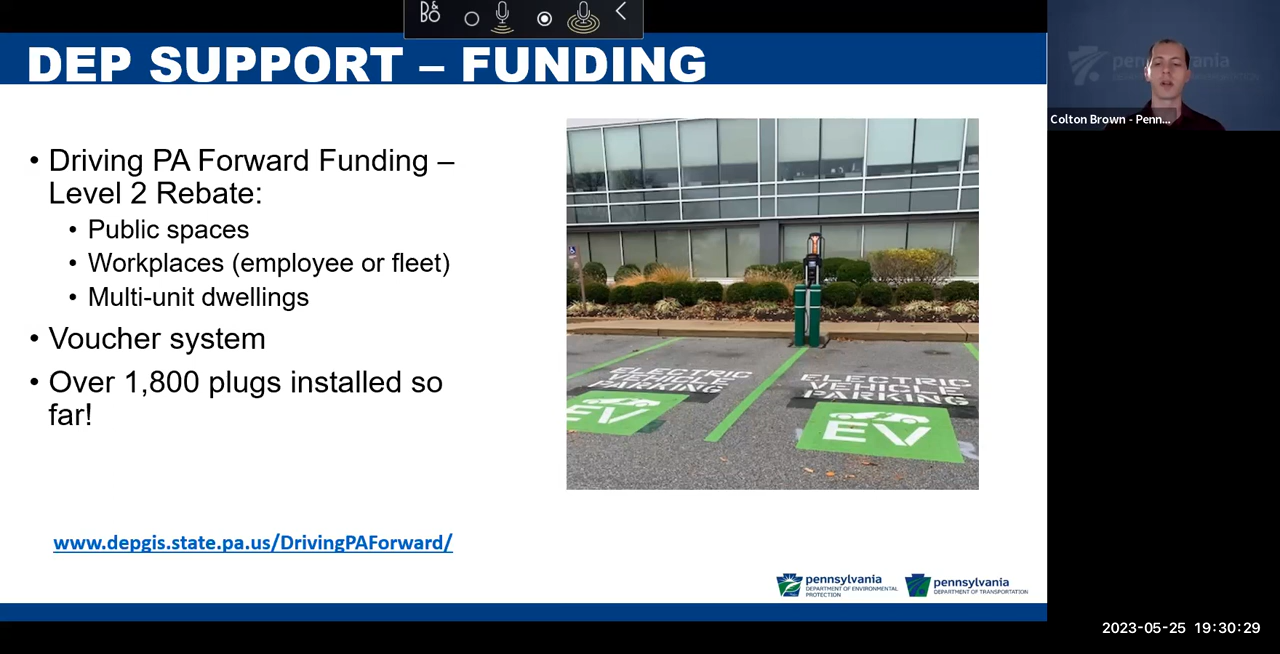 D&
BO
DEP SUPPORT – FUNDING
pennsylvania
Colton Brown - Penn...
• Driving PA Forward Funding –
Level 2 Rebate:
• Public spaces
• Workplaces (employee or fleet)
• Multi-unit dwellings
• Voucher system
• Over 1,800 plugs installed so
far!
ELECTRIC
VEHICLE
PARKING
EV
ELECTRIC
VEHICLE
PARKING
EV
www.depgis.state.pa.us/DrivingPAForward/
pennsylvania
DEPARTMENT OF ENVIRONMENTAL
PROTECTION
pennsylvania
DEPARTMENT OF TRANSPORTATION
2023-05-25 19:30:29